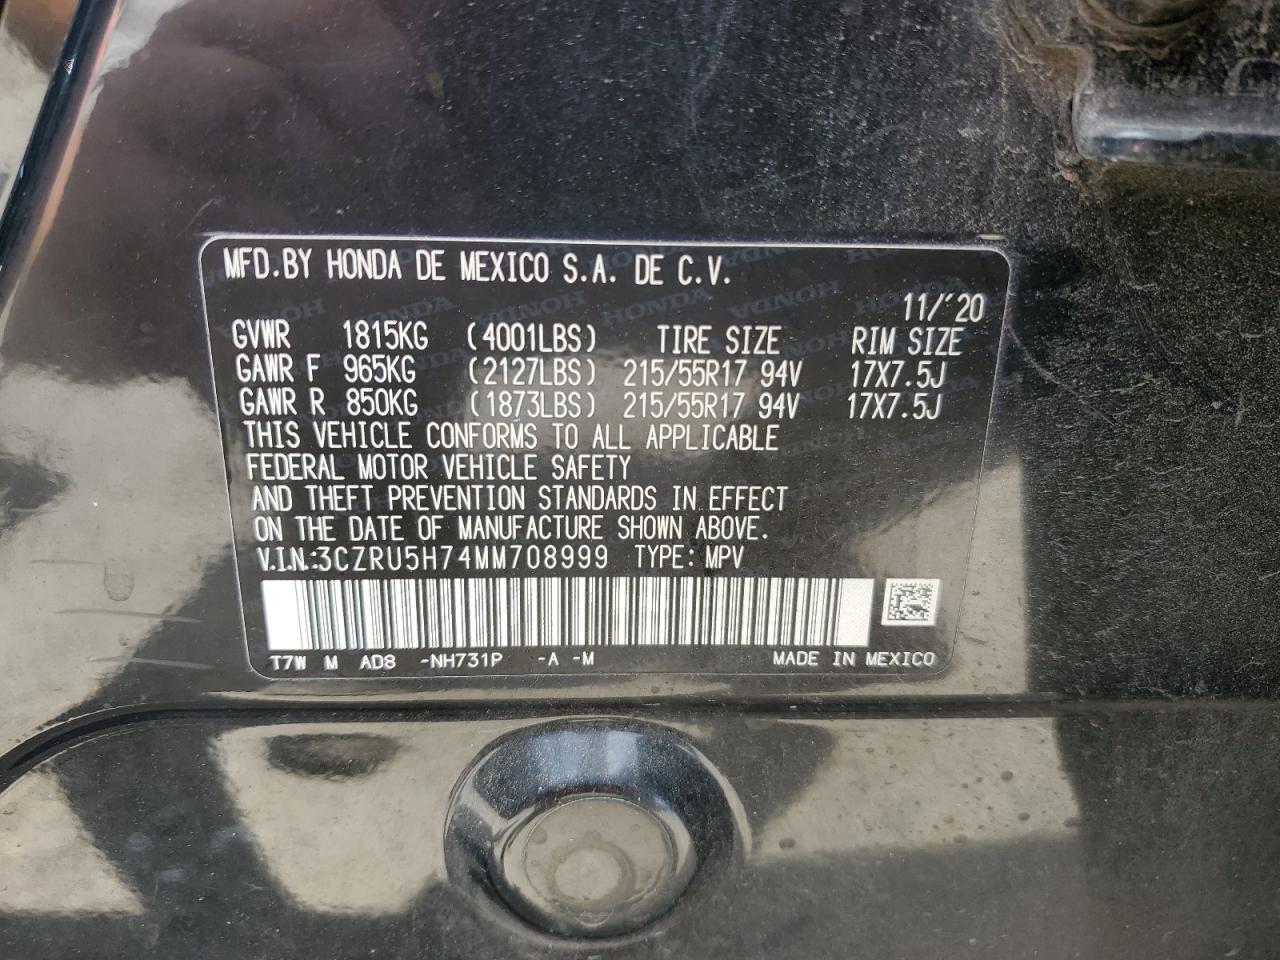 MFD.BY HONDA DE MEXICO S.A. DE C.V.
11/'20
GVWR 1815KG (4001LBS) TIRE SIZE RIM SIZE
GAWR F 965KG (2127LBS) 215/55R17 94V 17X7.5J
GAWR R 850KG (1873LBS) 215/55R17 94V 17X7.5J
THIS VEHICLE CONFORMS TO ALL APPLICABLE
FEDERAL MOTOR VEHICLE SAFETY
AND THEFT PREVENTION STANDARDS IN EFFECT
ON THE DATE OF MANUFACTURE SHOWN ABOVE.
V.I.N.:3CZRU5H74MM708999 TYPE: MPV
T7W M AD8 -NH731P -A -M MADE IN MEXICO